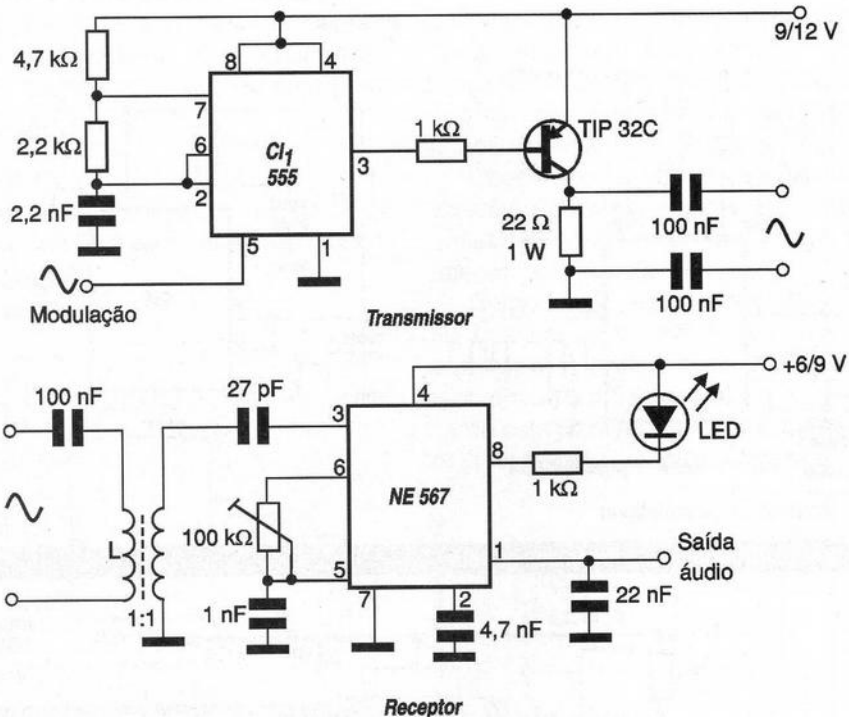 9/12 V
4,7 kΩ
8
4
7
2,2 kΩ
6
CI1
555
3
1 kΩ
TIP 32C
2
2,2 nF
5
1
22 Ω
1 W
100 nF
100 nF
Modulação
Transmissor
+6/9 V
100 nF
27 pF
3
4
LED
6
8
NE 567
1 kΩ
100 kΩ
L
1
Saída
áudio
5
7
2
22 nF
1:1
1 nF
4,7 nF
Receptor